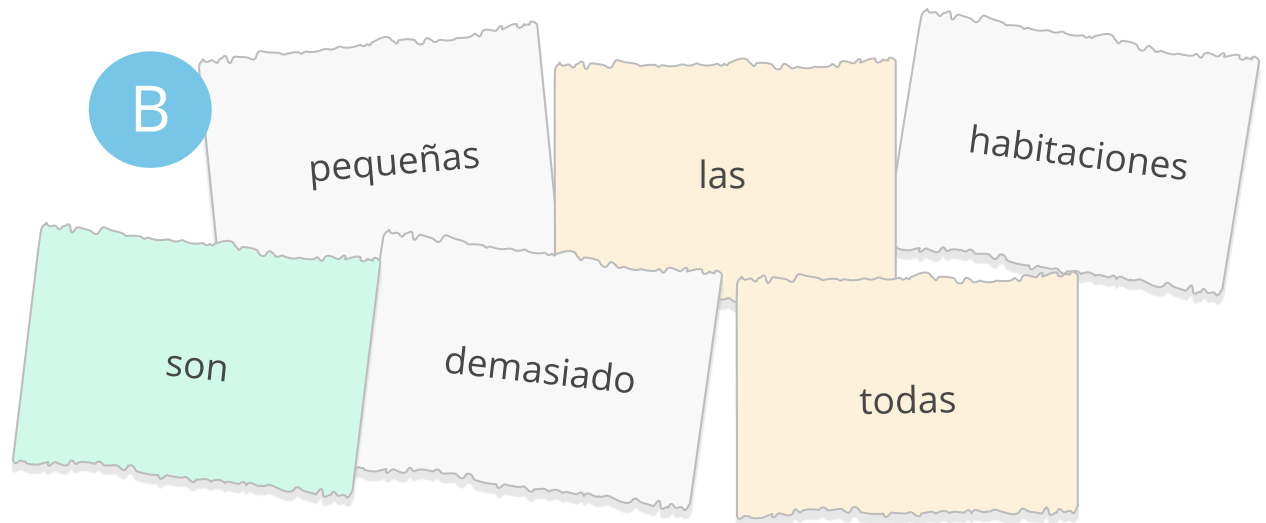 B
pequeñas
las
habitaciones
son
demasiado
todas